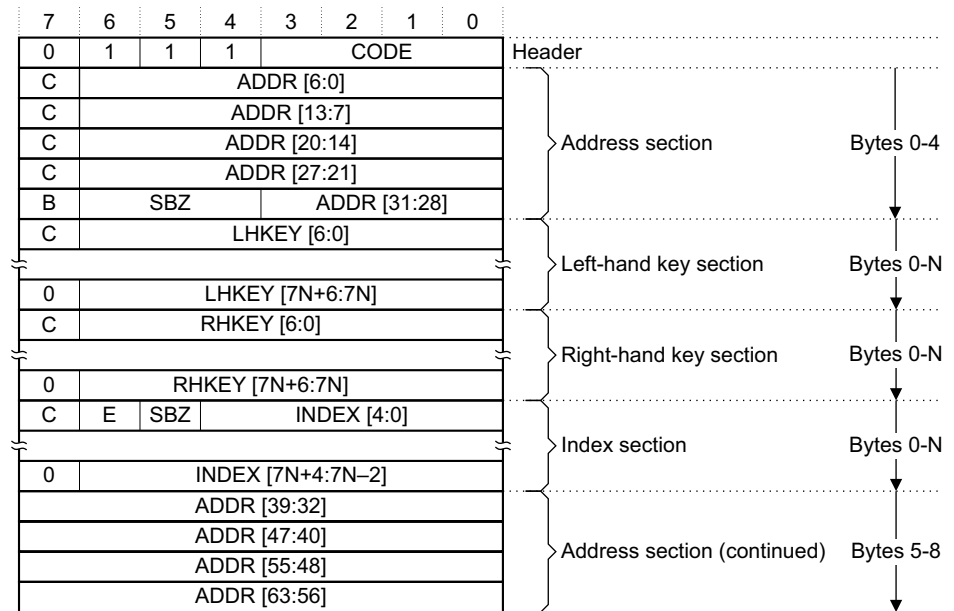 7 6 5 4 3 2 1 0
0 1 1 1 CODE Header
C ADDR [6:0]
C ADDR [13:7]
C ADDR [20:14] Address section Bytes 0-4
C ADDR [27:21]
B SBZ ADDR [31:28]
C LHKEY [6:0]
Left-hand key section Bytes 0-N
0 LHKEY [7N+6:7N]
C RHKEY [6:0]
Right-hand key section Bytes 0-N
0 RHKEY [7N+6:7N]
C E SBZ INDEX [4:0]
Index section Bytes 0-N
0 INDEX [7N+4:7N–2]
ADDR [39:32]
ADDR [47:40]
Address section (continued) Bytes 5-8
ADDR [55:48]
ADDR [63:56]